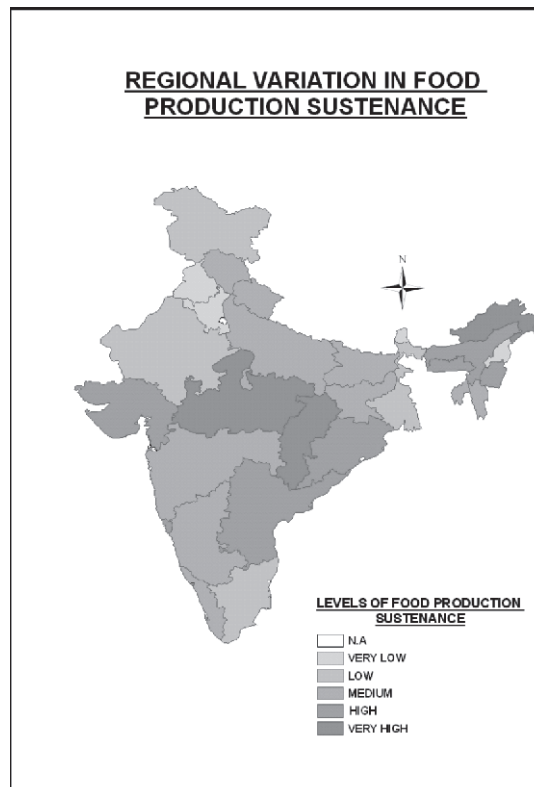 REGIONAL VARIATION IN FOOD
PRODUCTION SUSTENANCE
N
LEVELS OF FOOD PRODUCTION
SUSTENANCE
N.A
VERY LOW
LOW
MEDIUM
HIGH
VERY HIGH